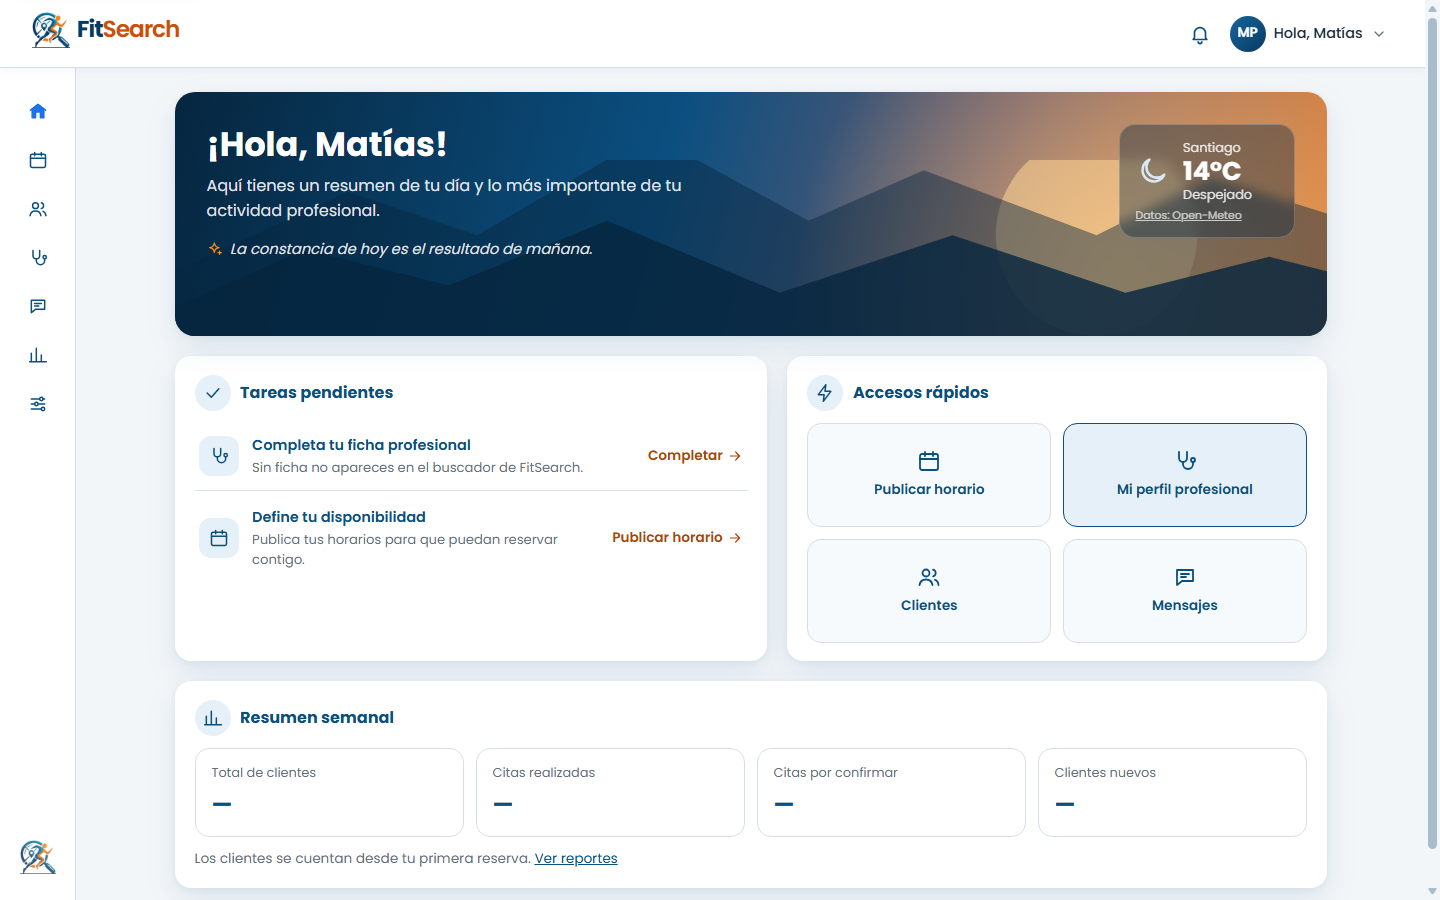 FitSearch
MP
Hola, Matías
¡Hola, Matías!
Aquí tienes un resumen de tu día y lo más importante de tu
actividad profesional.
La constancia de hoy es el resultado de mañana.
Santiago
14°C
Despejado
Datos: Open-Meteo
Tareas pendientes
Completa tu ficha profesional
Sin ficha no apareces en el buscador de FitSearch.
Completar →
Define tu disponibilidad
Publica tus horarios para que puedan reservar
contigo.
Publicar horario →
Accesos rápidos
Publicar horario
Mi perfil profesional
Clientes
Mensajes
Resumen semanal
Total de clientes
—
Citas realizadas
—
Citas por confirmar
—
Clientes nuevos
—
Los clientes se cuentan desde tu primera reserva. Ver reportes